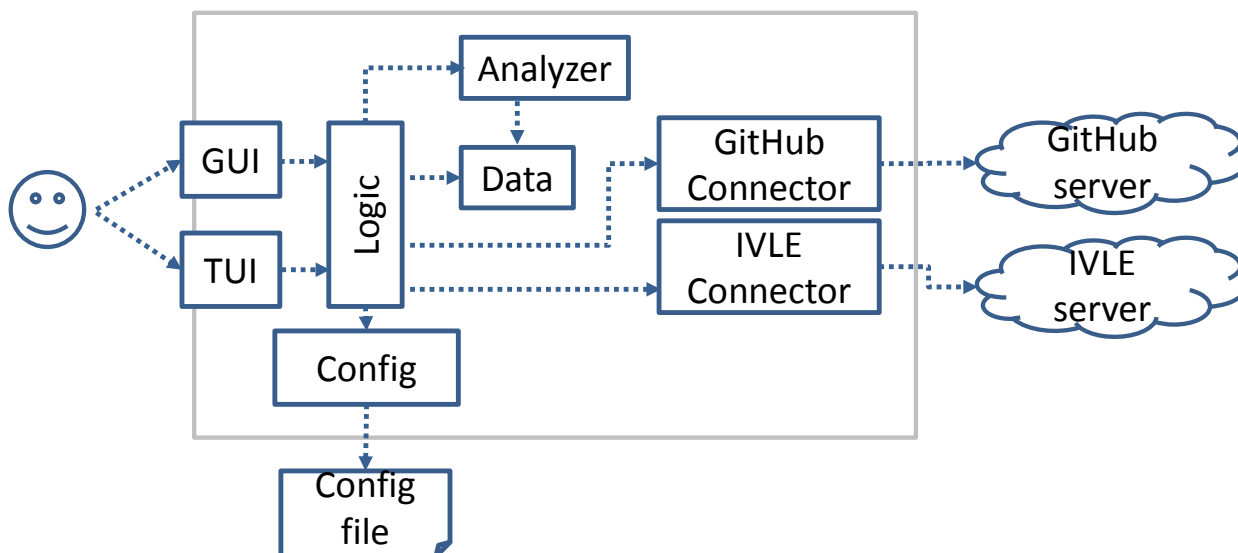 Analyzer
GUI
Logic
Data
GitHub
Connector
GitHub
server
TUI
IVLE
Connector
IVLE
server
Config
Config
file